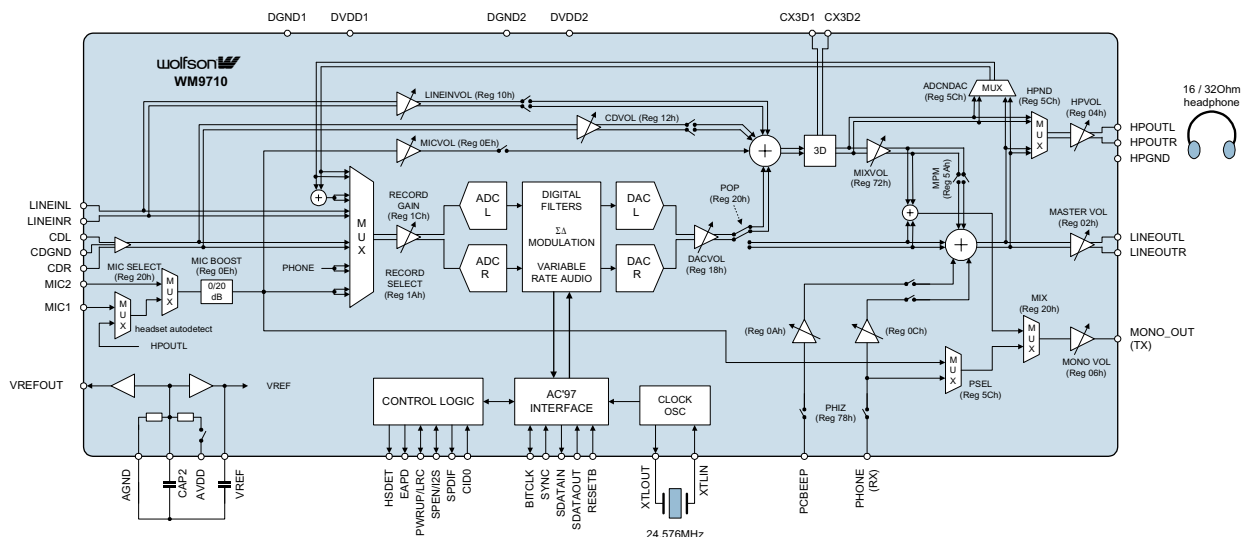 DGND1
DVDD1
DGND2
DVDD2
CX3D1
CX3D2
wolfson
WM9710
LINEINVOL (Reg 10h)
CDVOL (Reg 12h)
MICVOL (Reg 0Eh)
ADCNDAC
(Reg 5Ch)
MUX
HPND
(Reg 5Ch)
HPVOL
(Reg 04h)
MUX
16 / 32Ohm
headphone
HPOUTL
HPOUTR
HPGND
3D
MIXVOL
(Reg 72h)
MPM
(Reg 5Ah)
LINEINL
LINEINR
CDL
CDGND
CDR
MIC2
MIC1
MIC SELECT
(Reg 20h)
MIC BOOST
(Reg 0Eh)
0/20
dB
MUX
MUX
headset autodetect
HPOUTL
PHONE
MUX
RECORD
GAIN
(Reg 1Ch)
RECORD
SELECT
(Reg 1Ah)
ADC
L
ADC
R
DIGITAL
FILTERS
ΣΔ
MODULATION
VARIABLE
RATE AUDIO
DAC
L
DAC
R
DACVOL
(Reg 18h)
POP
(Reg 20h)
MASTER VOL
(Reg 02h)
LINEOUTL
LINEOUTR
(Reg 0Ah)
(Reg 0Ch)
MIX
(Reg 20h)
MUX
MONO VOL
(Reg 06h)
MONO_OUT
(TX)
MUX
PSEL
(Reg 5Ch)
PHIZ
(Reg 78h)
VREFOUT
VREF
CONTROL LOGIC
AC'97
INTERFACE
CLOCK
OSC
AGND
CAP2
AVDD
VREF
HSDET
EAPD
PWRUP/LRC
SPEN/I2S
SPDIF
CID0
BITCLK
SYNC
SDATAIN
SDATAOUT
RESETB
XTLOUT
XTLIN
24.576MHz
PCBEEP
PHONE
(RX)